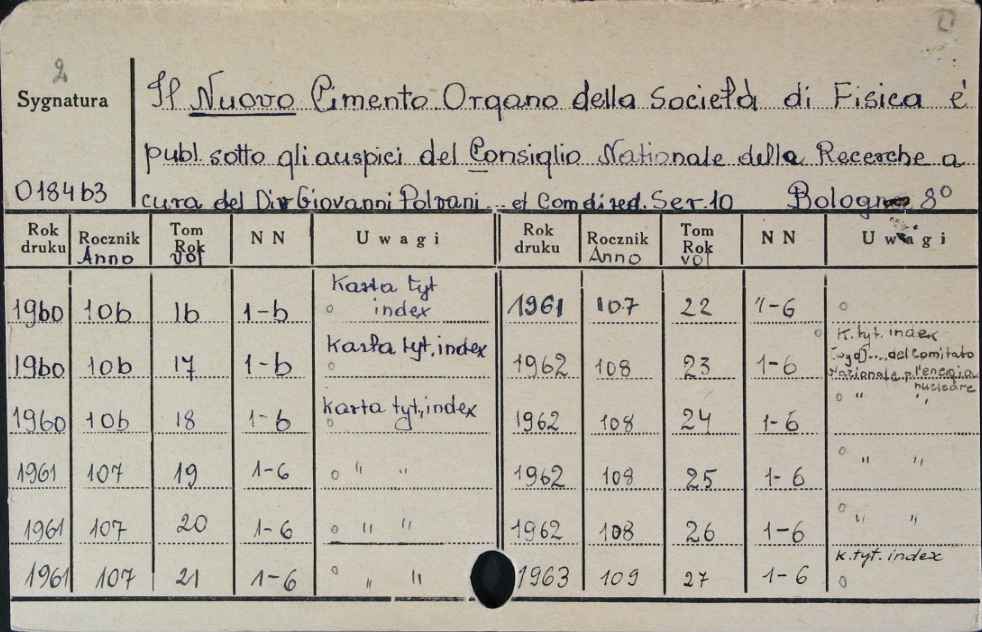 2
Sygnatura
O184b3
Il Nuovo Cimento Organo della Società di Fisica é
publ. sotto gli auspici del Consiglio Nationale della Recerche a
cura del Dir Giovanni Polvani et Comdired. Ser. 10 Bologna 8°
Rok druku Rocznik Anno Tom Rok vol NN Uwagi Rok druku Rocznik Anno Tom Rok vol NN Uwagi
1960 106 16 1-6 Karta tyt index 1961 107 22 1-6
1960 106 17 1-6 karta tyt, index 1962 108 23 1-6 K. tyt. index del Comitato Nazionale p. l'energia nucleare
1960 106 18 1-6 karta tyt, index 1962 108 24 1-6 " "
1961 107 19 1-6 " " 1962 108 25 1-6 " "
1961 107 20 1-6 " " 1962 108 26 1-6 " "
1961 107 21 1-6 " " 1963 109 27 1-6 K. tyt. index